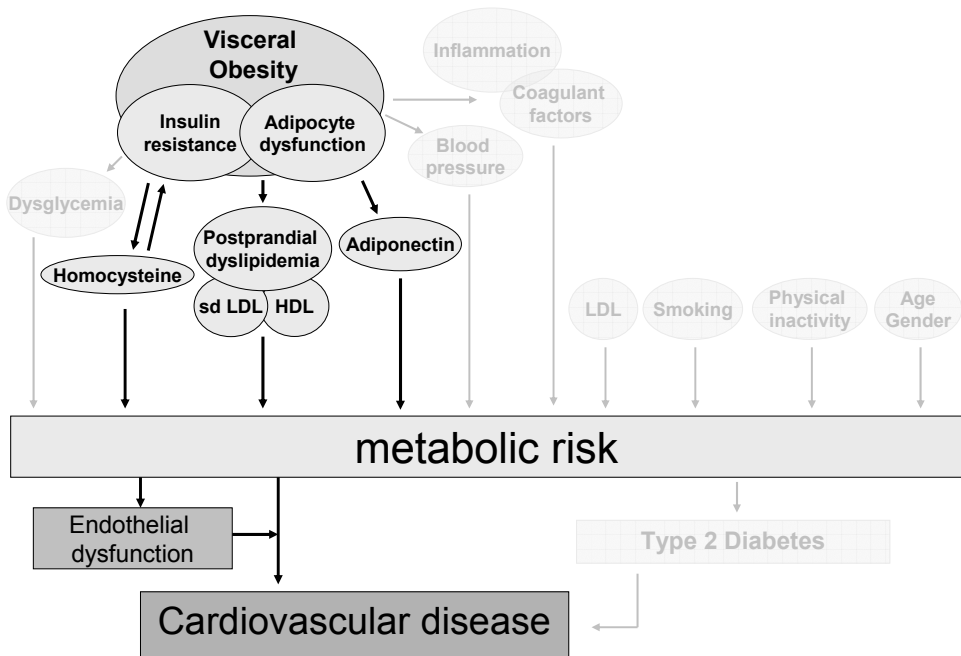 Visceral
Obesity
Insulin
resistance
Adipocyte
dysfunction
Inflammation
Coagulant
factors
Blood
pressure
Dysglycemia
Homocysteine
Postprandial
dyslipidemia
sd LDL
HDL
Adiponectin
LDL
Smoking
Physical
inactivity
Age
Gender
metabolic risk
Endothelial
dysfunction
Type 2 Diabetes
Cardiovascular disease